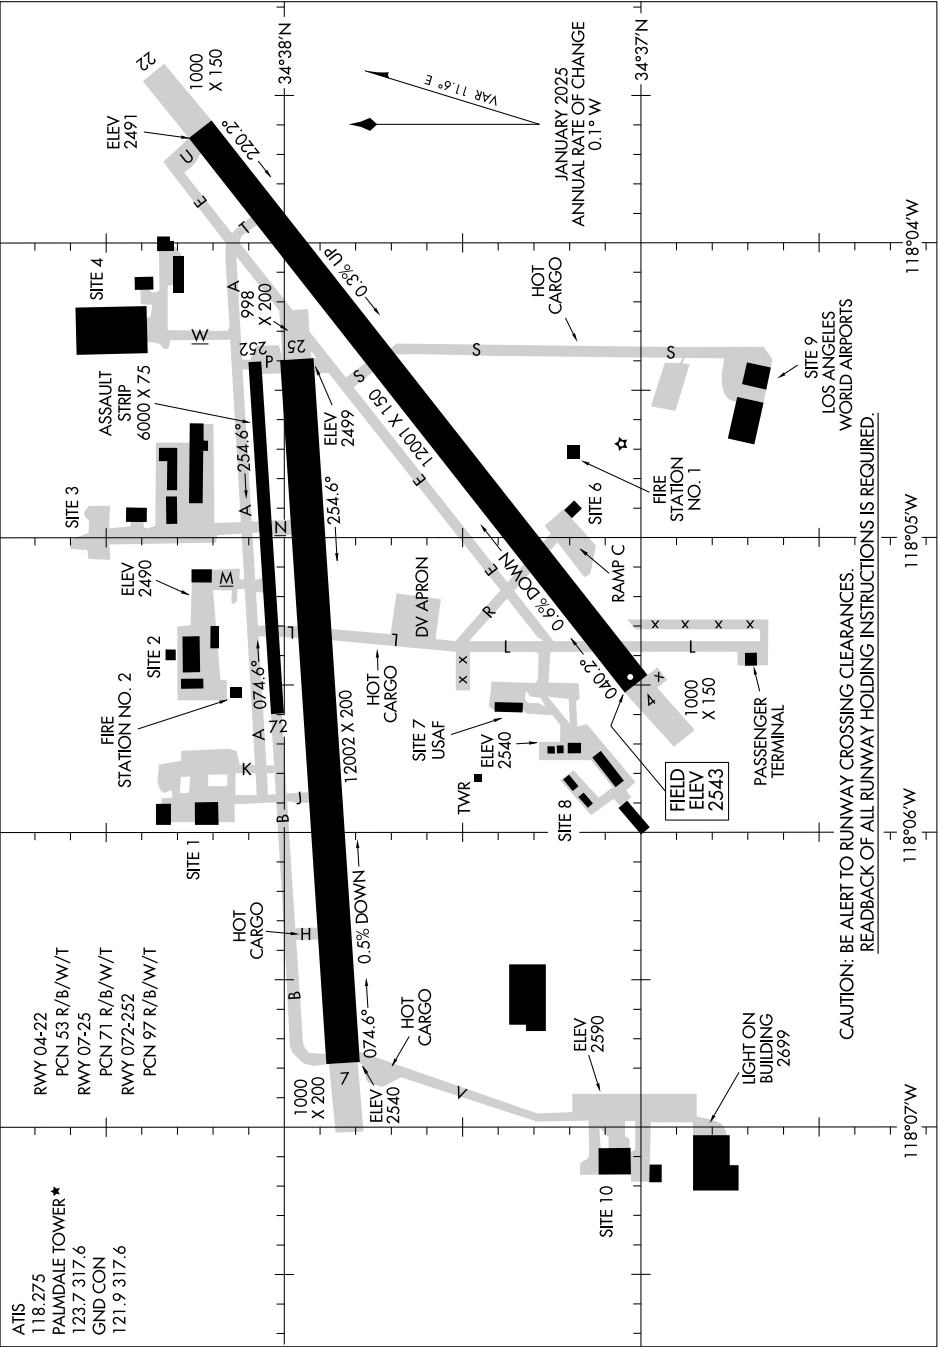 ATIS
118.275
PALMDALE TOWER★
123.7 317.6
GND CON
121.9 317.6
RWY 04-22
PCN 53 R/B/W/T
RWY 07-25
PCN 71 R/B/W/T
RWY 072-252
PCN 97 R/B/W/T
SITE 1
FIRE
STATION NO. 2
SITE 2
ELEV
2490
SITE 3
ASSAULT
STRIP
6000 X 75
SITE 4
ELEV
2491
22
1000
X 150
34°38'N
34°37'N
VAR 11.6° E
JANUARY 2025
ANNUAL RATE OF CHANGE
0.1° W
220.2°
U
E
T
A
W
998
X 200
252
P
25
254.6°
A
N
M
L
074.6°
72
A
K
J
B
HOT
CARGO
H
B
0.3% UP
HOT
CARGO
S
S
S
12001 X 150
E
ELEV
2499
254.6°
12002 X 200
0.5% DOWN
074.6°
7
1000
X 200
ELEV
2540
HOT
CARGO
V
DV APRON
L
HOT
CARGO
R
E
0.6% DOWN
L
X
X
040.2°
4
X
1000
X 150
X
X
X
X
L
RAMP C
SITE 6
FIRE
STATION
NO. 1
SITE 7
USAF
ELEV
2540
TWR
SITE 8
FIELD
ELEV
2543
PASSENGER
TERMINAL
SITE 9
LOS ANGELES
WORLD AIRPORTS
ELEV
2590
SITE 10
LIGHT ON
BUILDING
2699
118°04'W
118°05'W
118°06'W
118°07'W
CAUTION: BE ALERT TO RUNWAY CROSSING CLEARANCES.
READBACK OF ALL RUNWAY HOLDING INSTRUCTIONS IS REQUIRED.